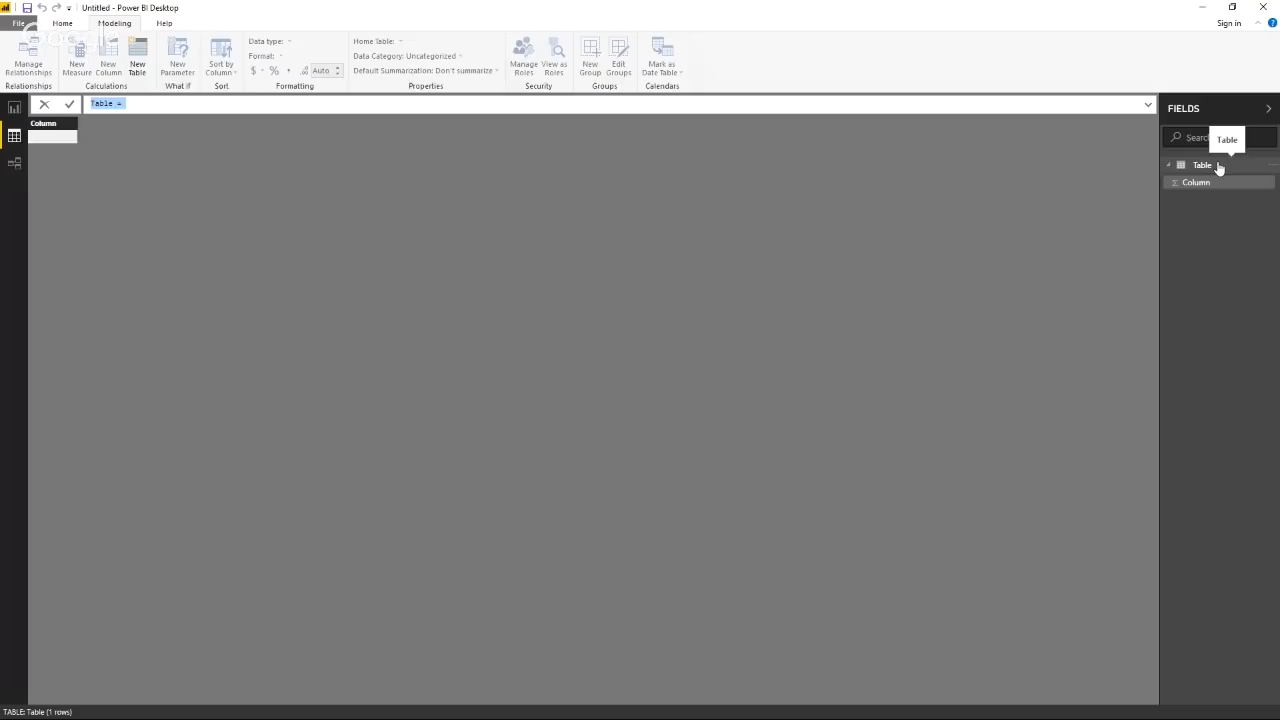 Untitled - Power BI Desktop
File Home Modeling Help Sign in
Manage Relationships
New Measure
New Column
New Table
New Parameter
Sort by Column
Data type:
Format:
$ % Auto
Home Table:
Data Category: Uncategorized
Default Summarization: Don't summarize
Manage Roles
View as Roles
New Group
Edit Groups
Mark as Date Table
Relationships Calculations What if Sort Formatting Properties Security Groups Calendars
Table =
Column
FIELDS
Search
Table
Table
Column
TABLE: Table (1 rows)